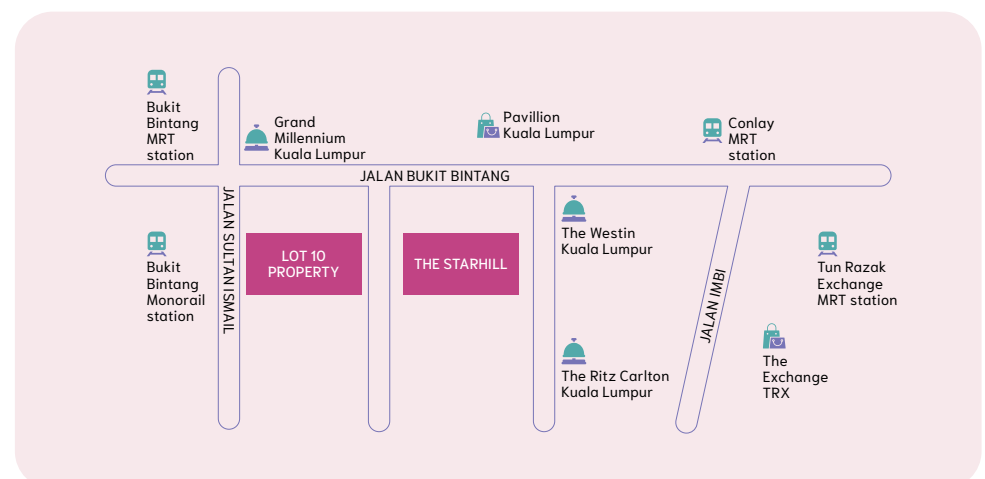 Bukit
Bintang
MRT
station
Grand
Millennium
Kuala Lumpur
Pavillion
Kuala Lumpur
Conlay
MRT
station
JALAN BUKIT BINTANG
JALAN SULTAN ISMAIL
LOT 10
PROPERTY
THE STARHILL
The Westin
Kuala Lumpur
Bukit
Bintang
Monorail
station
Tun Razak
Exchange
MRT station
JALAN IMBI
The
Exchange
TRX
The Ritz Carlton
Kuala Lumpur